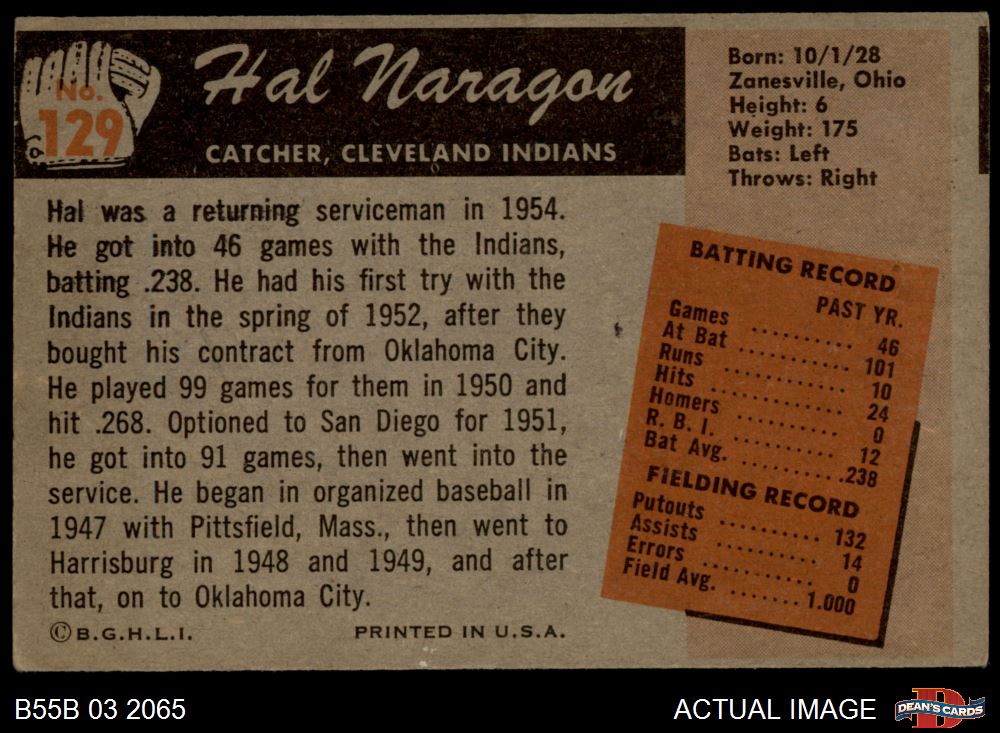 No.
129
Hal Naragon
CATCHER, CLEVELAND INDIANS
Born: 10/1/28
Zanesville, Ohio
Height: 6
Weight: 175
Bats: Left
Throws: Right
Hal was a returning serviceman in 1954.
He got into 46 games with the Indians,
batting .238. He had his first try with the
Indians in the spring of 1952, after they
bought his contract from Oklahoma City.
He played 99 games for them in 1950 and
hit .268. Optioned to San Diego for 1951,
he got into 91 games, then went into the
service. He began in organized baseball in
1947 with Pittsfield, Mass., then went to
Harrisburg in 1948 and 1949, and after
that, on to Oklahoma City.
BATTING RECORD
PAST YR.
Games .......... 46
At Bat .......... 101
Runs .......... 10
Hits .......... 24
Homers .......... 0
R. B. I. .......... 12
Bat Avg. .......... .238
FIELDING RECORD
Putouts .......... 132
Assists .......... 14
Errors .......... 0
Field Avg. ....... 1.000
© B.G.H.L.I.
PRINTED IN U.S.A.
B55B 03 2065
ACTUAL IMAGE
D
DEAN'S CARDS